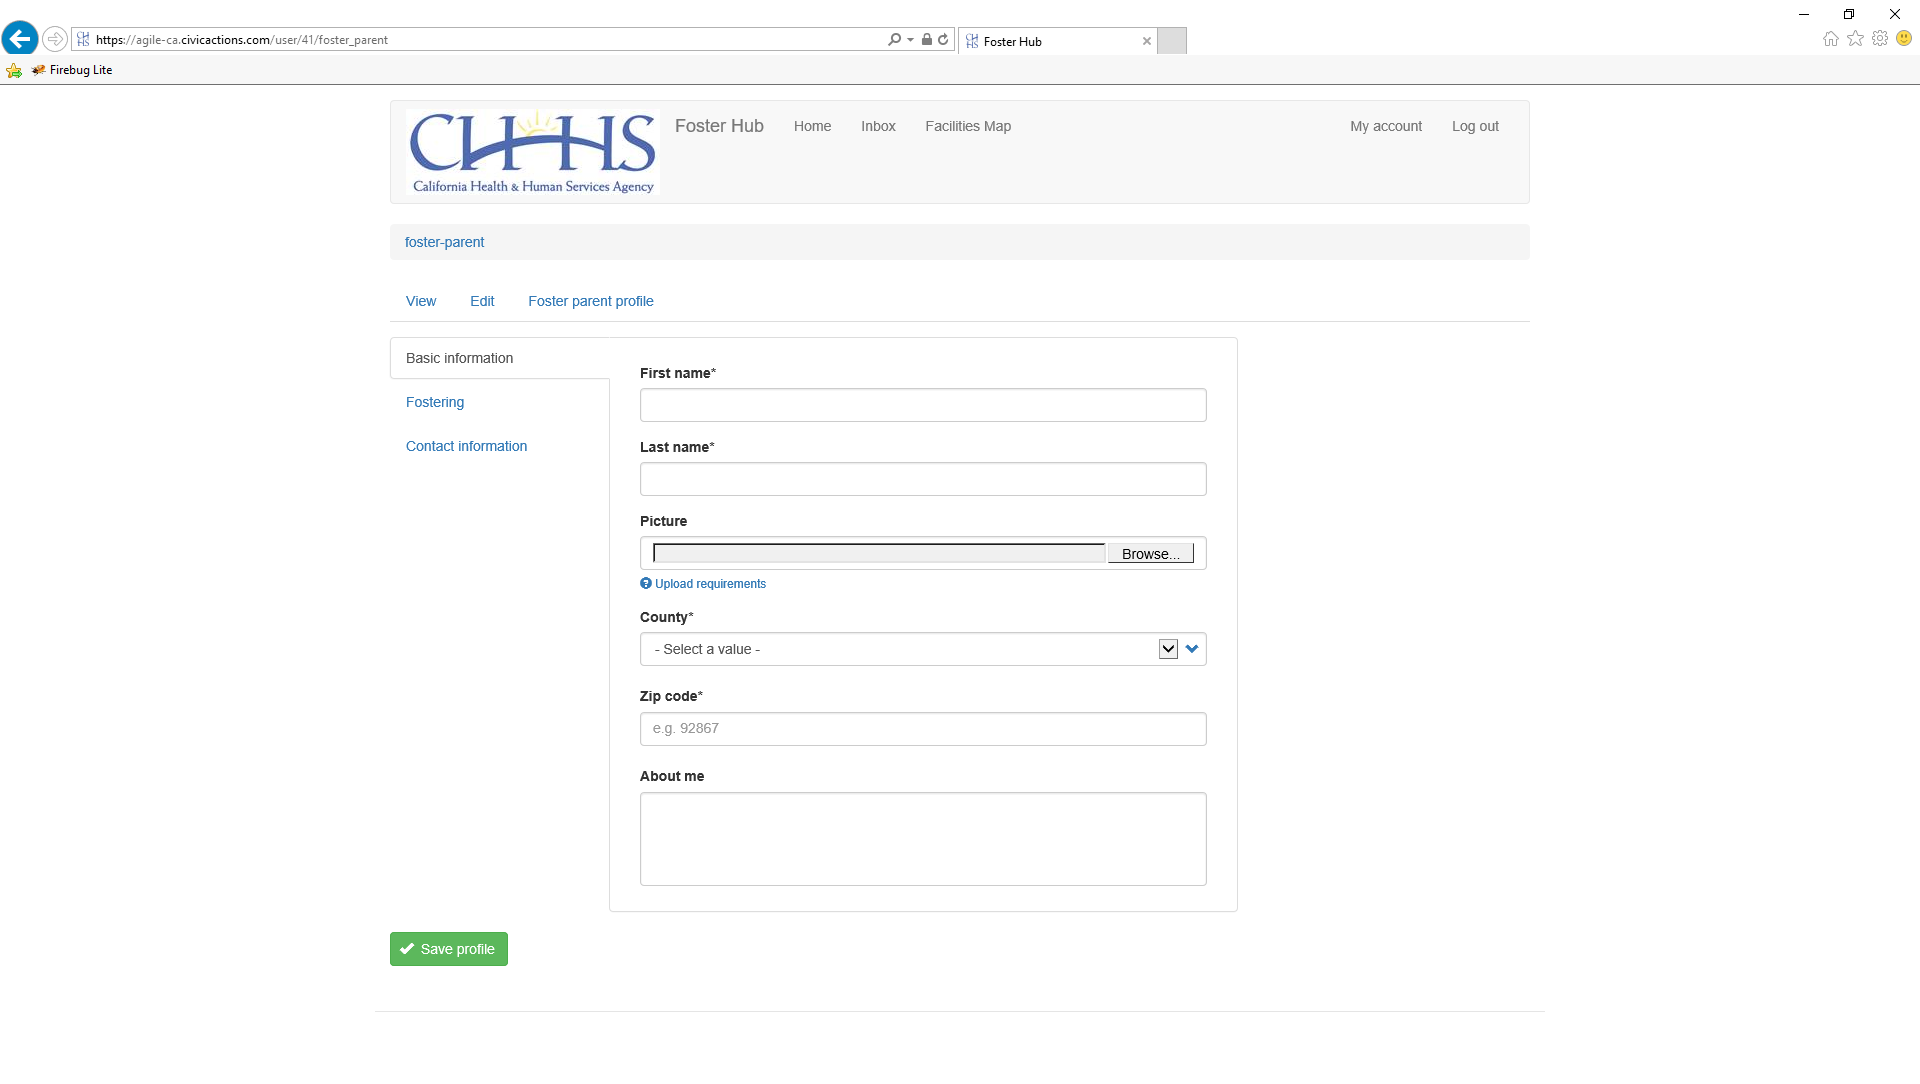 https://agile-ca.civicactions.com/user/41/foster_parent
Foster Hub
Firebug Lite
CHHS
California Health & Human Services Agency
Foster Hub Home Inbox Facilities Map My account Log out
foster-parent
View Edit Foster parent profile
Basic information
Fostering
Contact information
First name*
Last name*
Picture
Browse...
Upload requirements
County*
- Select a value -
Zip code*
e.g. 92867
About me
Save profile